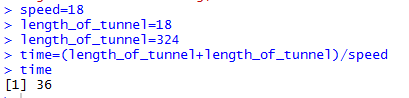 > speed=18
> length_of_tunnel=18
> length_of_tunnel=324
> time=(length_of_tunnel+length_of_tunnel)/speed
> time
[1] 36
>